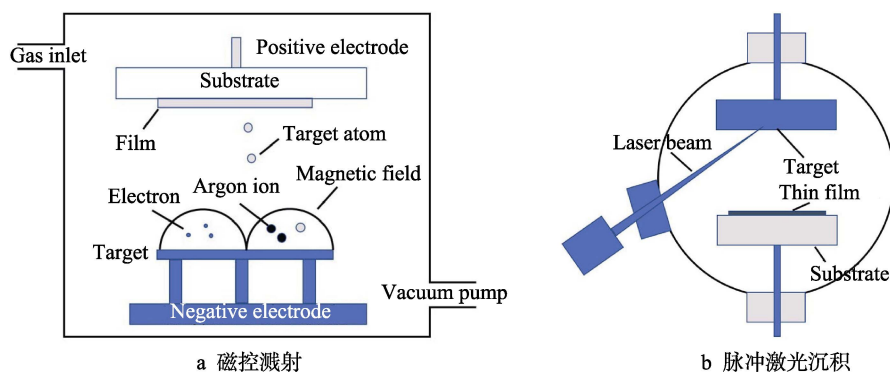 Gas inlet
Positive electrode
Substrate
Film
Target atom
Argon ion
Magnetic field
Electron
Target
Vacuum pump
Negative electrode
a 磁控溅射
Laser beam
Target
Thin film
Substrate
b 脉冲激光沉积